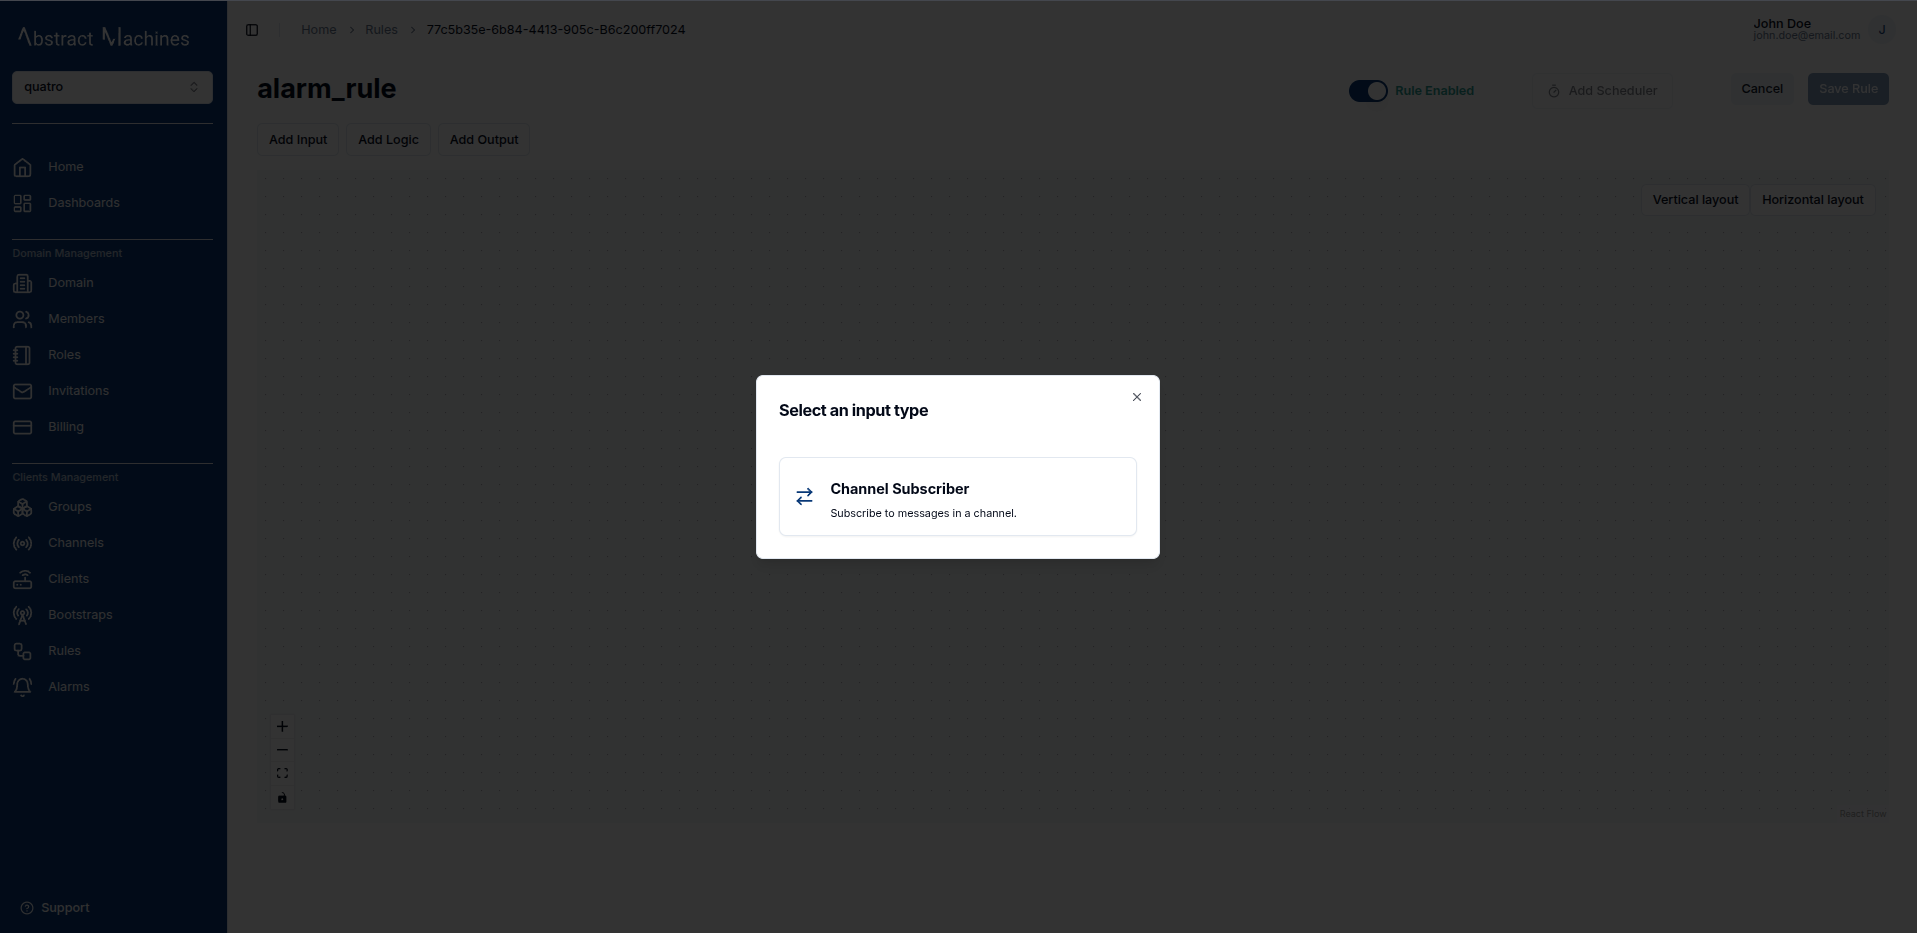 Abstract Machines
quatro
Home
Dashboards
Domain Management
Domain
Members
Roles
Invitations
Billing
Clients Management
Groups
Channels
Clients
Bootstraps
Rules
Alarms
Support
Home > Rules > 77c5b35e-6b84-4413-905c-B6c200ff7024
John Doe
john.doe@email.com
J
alarm_rule
Rule Enabled
Add Scheduler
Cancel
Save Rule
Add Input
Add Logic
Add Output
Vertical layout
Horizontal layout
Select an input type
Channel Subscriber
Subscribe to messages in a channel.
React Flow